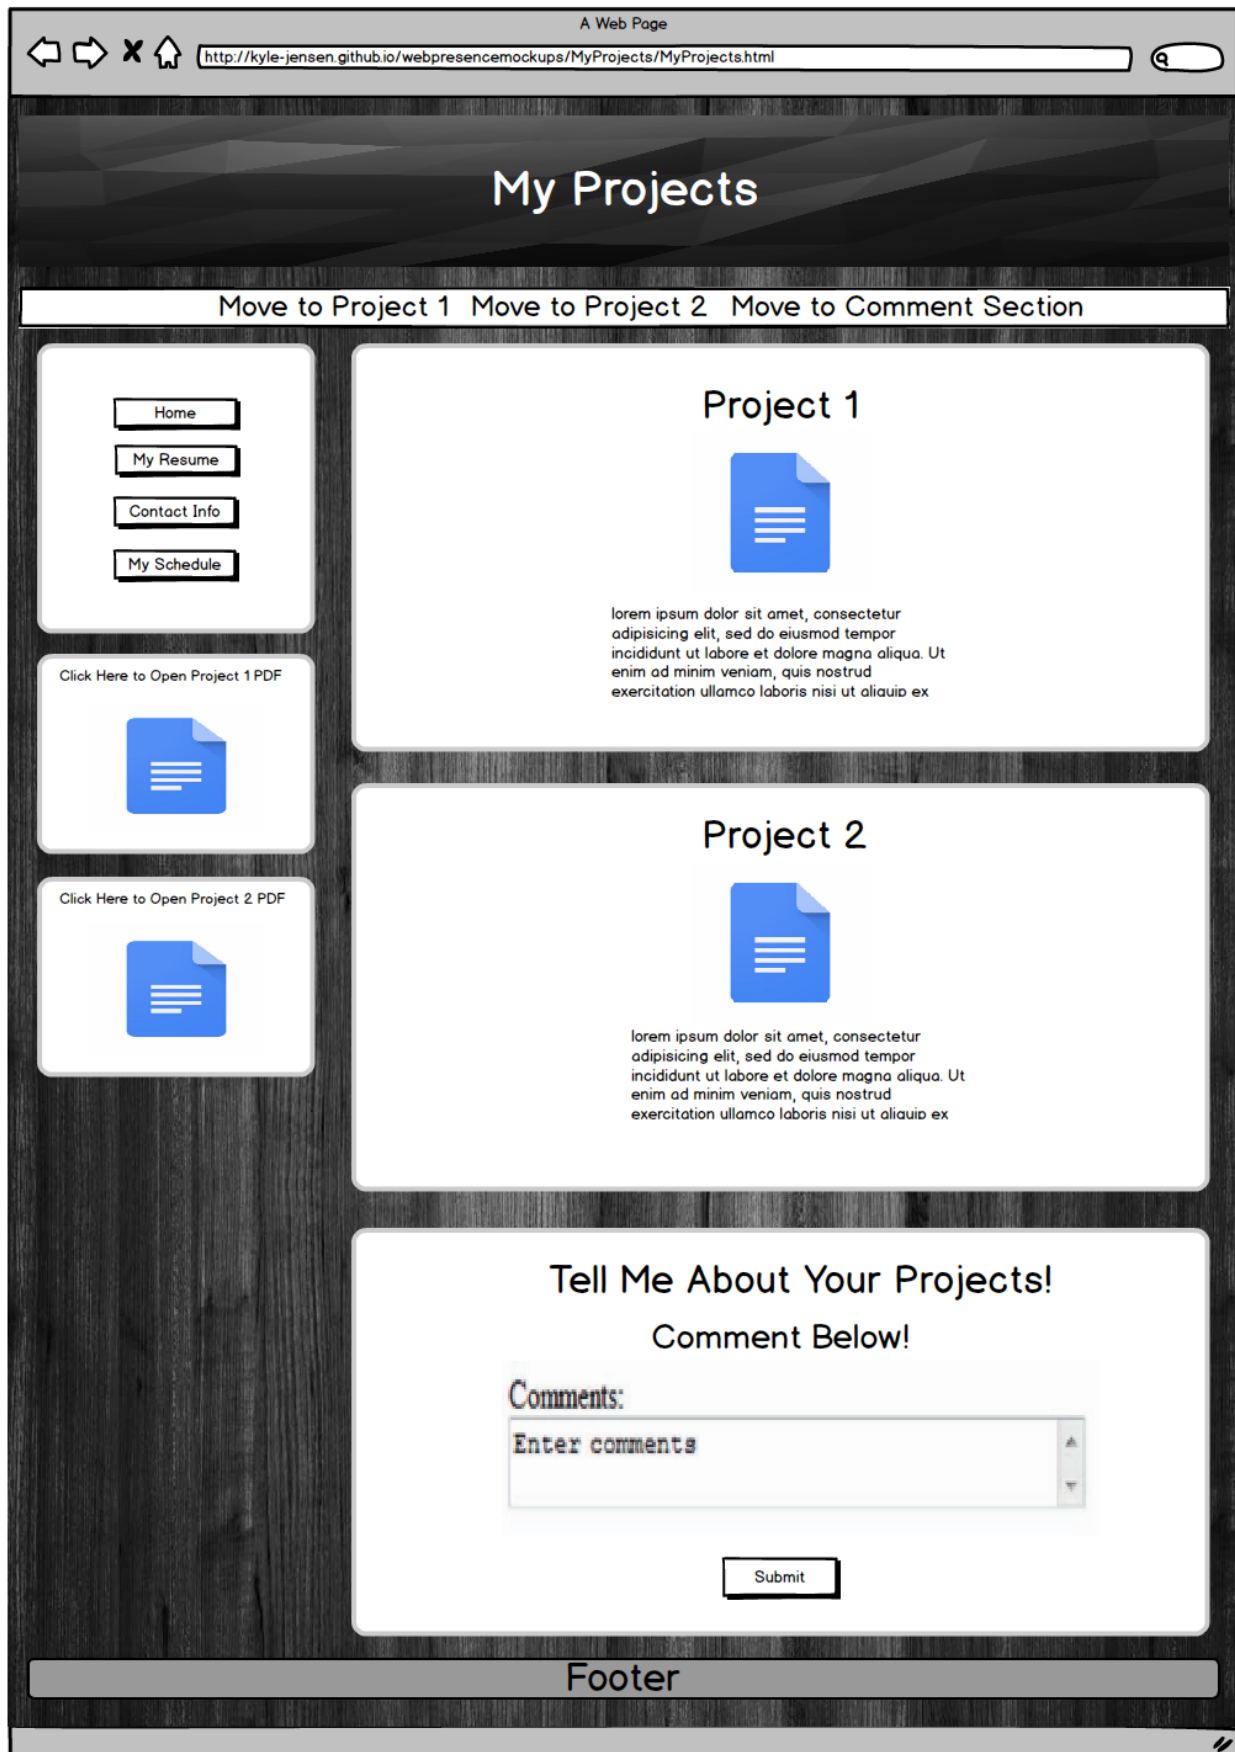 A Web Page
http://kyle-jensen.github.io/webpresencemockups/MyProjects/MyProjects.html
My Projects
Move to Project 1 Move to Project 2 Move to Comment Section
Home
My Resume
Contact Info
My Schedule
Click Here to Open Project 1 PDF
Click Here to Open Project 2 PDF
Project 1
lorem ipsum dolor sit amet, consectetur
adipisicing elit, sed do eiusmod tempor
incididunt ut labore et dolore magna aliqua. Ut
enim ad minim veniam, quis nostrud
exercitation ullamco laboris nisi ut aliquip ex
Project 2
lorem ipsum dolor sit amet, consectetur
adipisicing elit, sed do eiusmod tempor
incididunt ut labore et dolore magna aliqua. Ut
enim ad minim veniam, quis nostrud
exercitation ullamco laboris nisi ut aliquip ex
Tell Me About Your Projects!
Comment Below!
Comments:
Enter comments
Submit
Footer